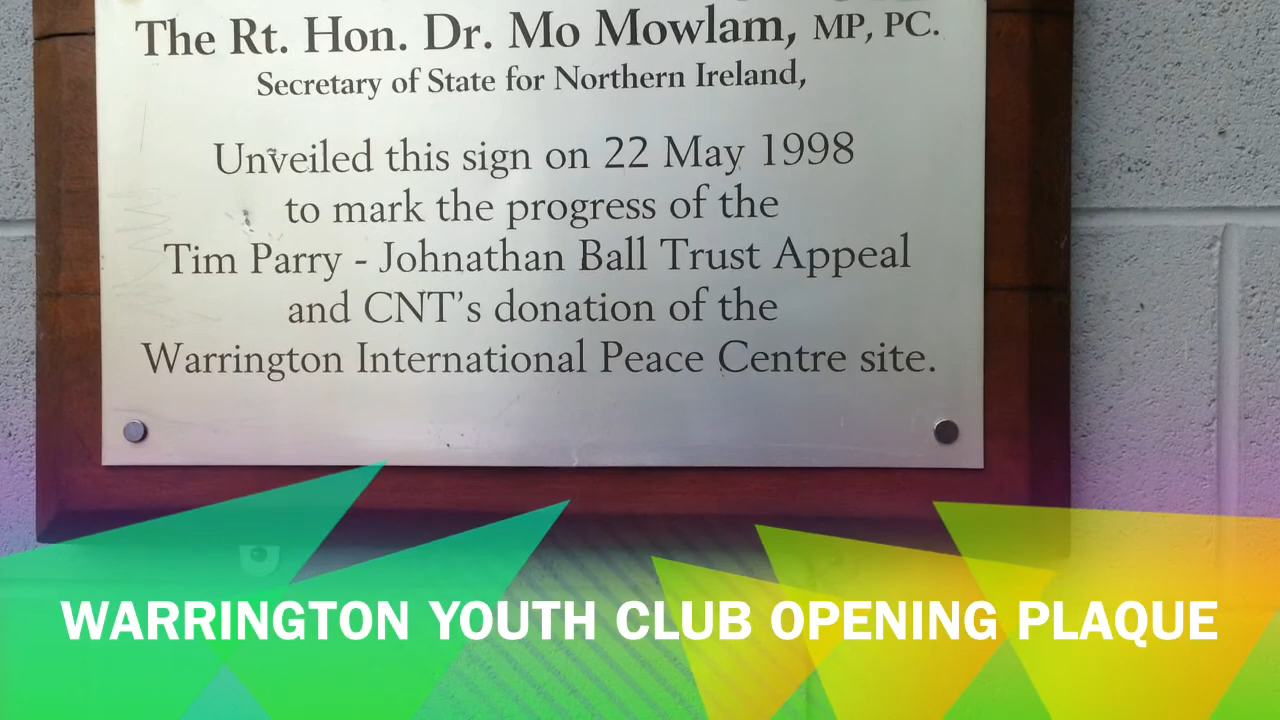 The Rt. Hon. Dr. Mo Mowlam, MP, PC.
Secretary of State for Northern Ireland,
Unveiled this sign on 22 May 1998
to mark the progress of the
Tim Parry - Johnathan Ball Trust Appeal
and CNT's donation of the
Warrington International Peace Centre site.
WARRINGTON YOUTH CLUB OPENING PLAQUE